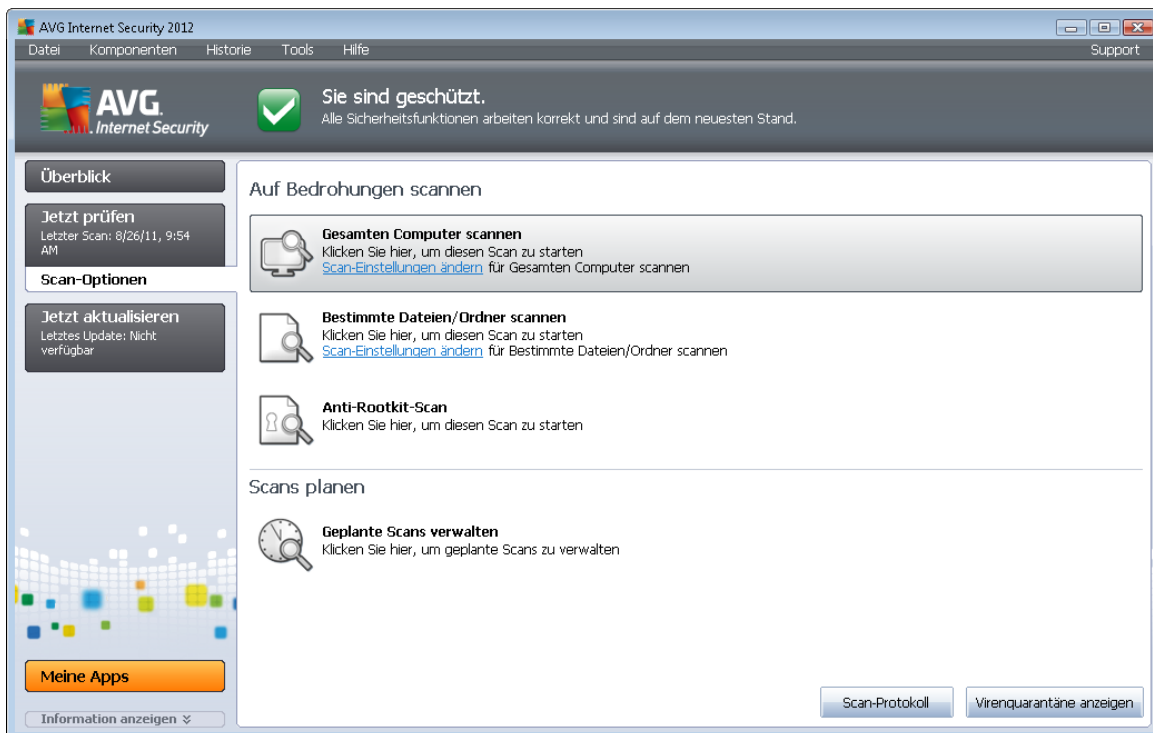 AVG Internet Security 2012
Datei Komponenten Historie Tools Hilfe Support
AVG.
Internet Security
Sie sind geschützt.
Alle Sicherheitsfunktionen arbeiten korrekt und sind auf dem neuesten Stand.
Überblick
Jetzt prüfen
Letzter Scan: 8/26/11, 9:54
AM
Scan-Optionen
Jetzt aktualisieren
Letztes Update: Nicht
verfügbar
Meine Apps
Information anzeigen
Auf Bedrohungen scannen
Gesamten Computer scannen
Klicken Sie hier, um diesen Scan zu starten
Scan-Einstellungen ändern für Gesamten Computer scannen
Bestimmte Dateien/Ordner scannen
Klicken Sie hier, um diesen Scan zu starten
Scan-Einstellungen ändern für Bestimmte Dateien/Ordner scannen
Anti-Rootkit-Scan
Klicken Sie hier, um diesen Scan zu starten
Scans planen
Geplante Scans verwalten
Klicken Sie hier, um geplante Scans zu verwalten
Scan-Protokoll
Virenquarantäne anzeigen